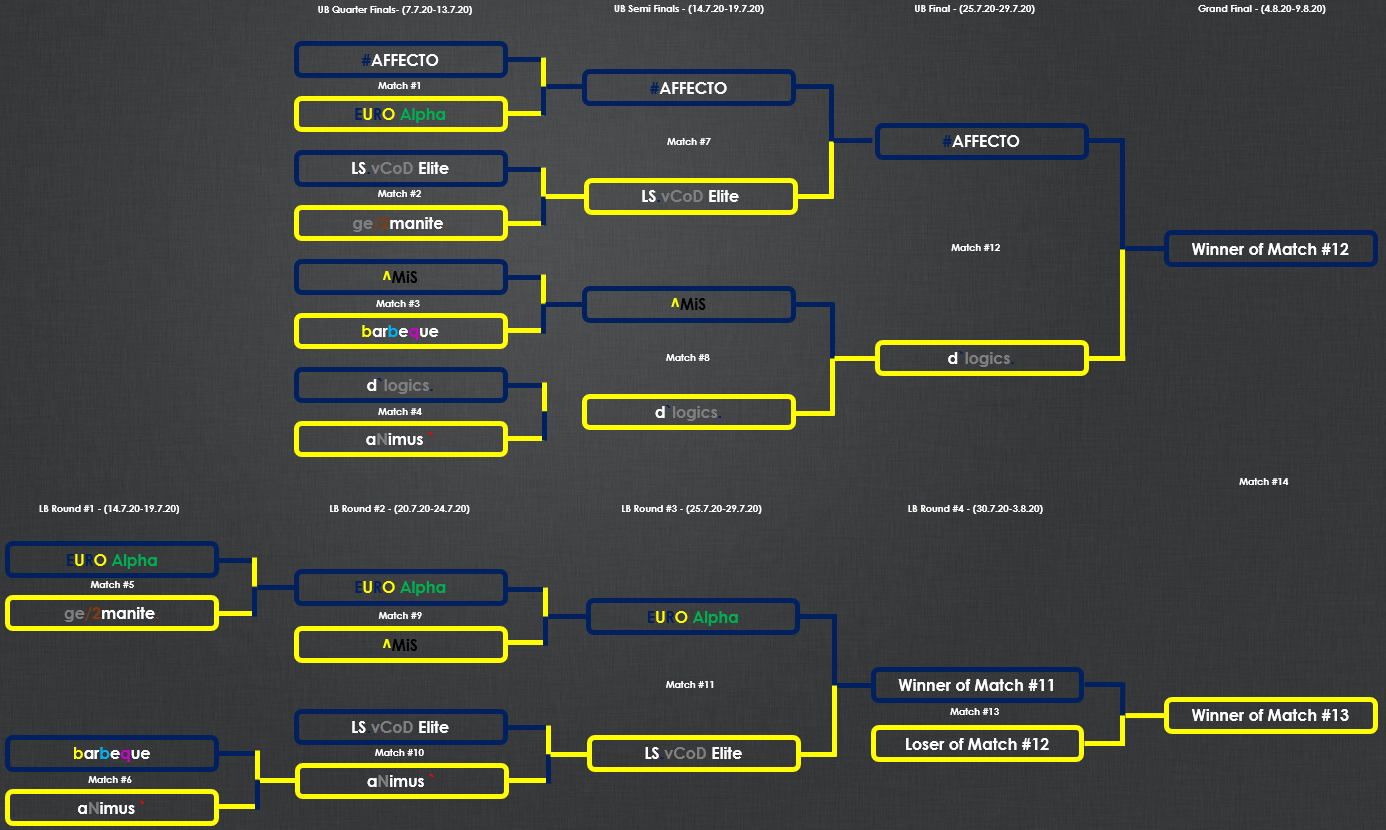 UB Quarter Finals- (7.7.20-13.7.20)
UB Semi Finals - (14.7.20-19.7.20)
UB Final - (25.7.20-29.7.20)
Grand Final - (4.8.20-9.8.20)
#AFFECTO
Match #1
EURO Alpha
LS.vCoD Elite
Match #2
ge/2manite
^MiS
Match #3
barbeque
d`logics.
Match #4
aNimus `
#AFFECTO
Match #7
LS.vCoD Elite
^MiS
Match #8
d`logics.
#AFFECTO
Match #12
d`logics.
Winner of Match #12
Match #14
LB Round #1 - (14.7.20-19.7.20)
LB Round #2 - (20.7.20-24.7.20)
LB Round #3 - (25.7.20-29.7.20)
LB Round #4 - (30.7.20-3.8.20)
EURO Alpha
Match #5
ge/2manite
barbeque
Match #6
aNimus `
EURO Alpha
Match #9
^MiS
LS vCoD Elite
Match #10
aNimus `
EURO Alpha
Match #11
LS vCoD Elite
Winner of Match #11
Match #13
Loser of Match #12
Winner of Match #13